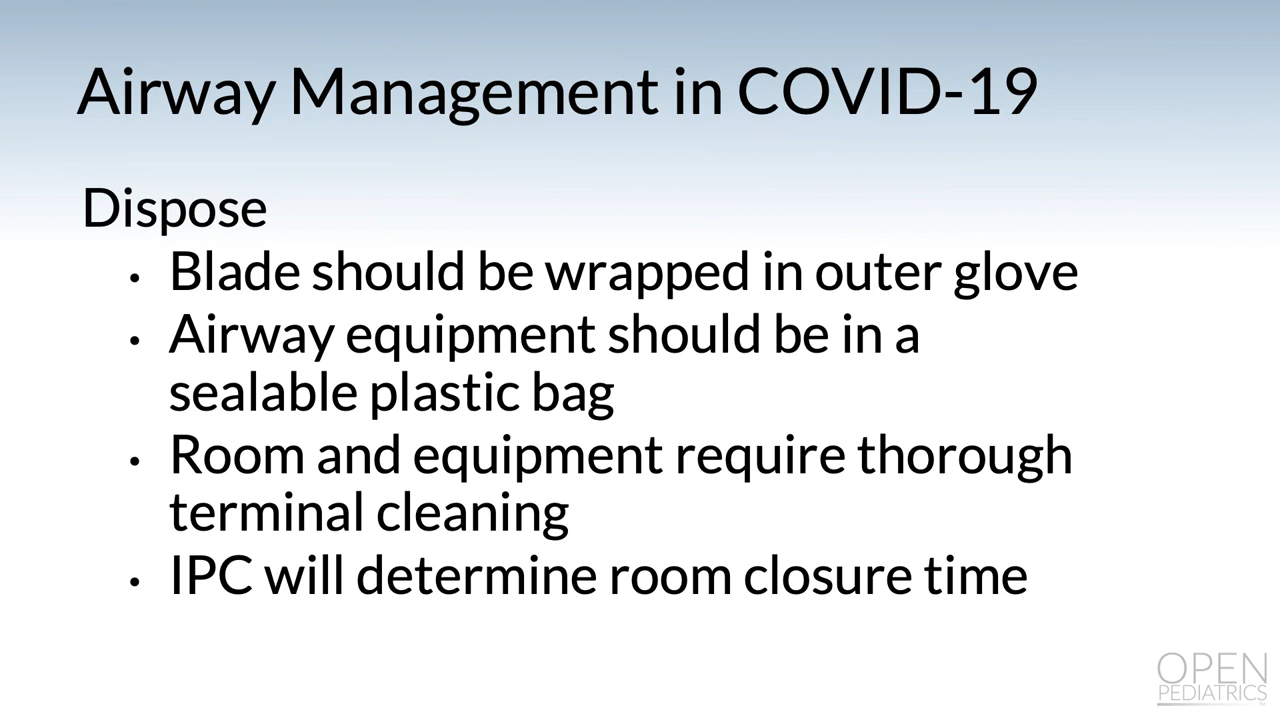 Airway Management in COVID-19
Dispose
• Blade should be wrapped in outer glove
• Airway equipment should be in a
sealable plastic bag
• Room and equipment require thorough
terminal cleaning
• IPC will determine room closure time
OPEN
PEDIATRICS